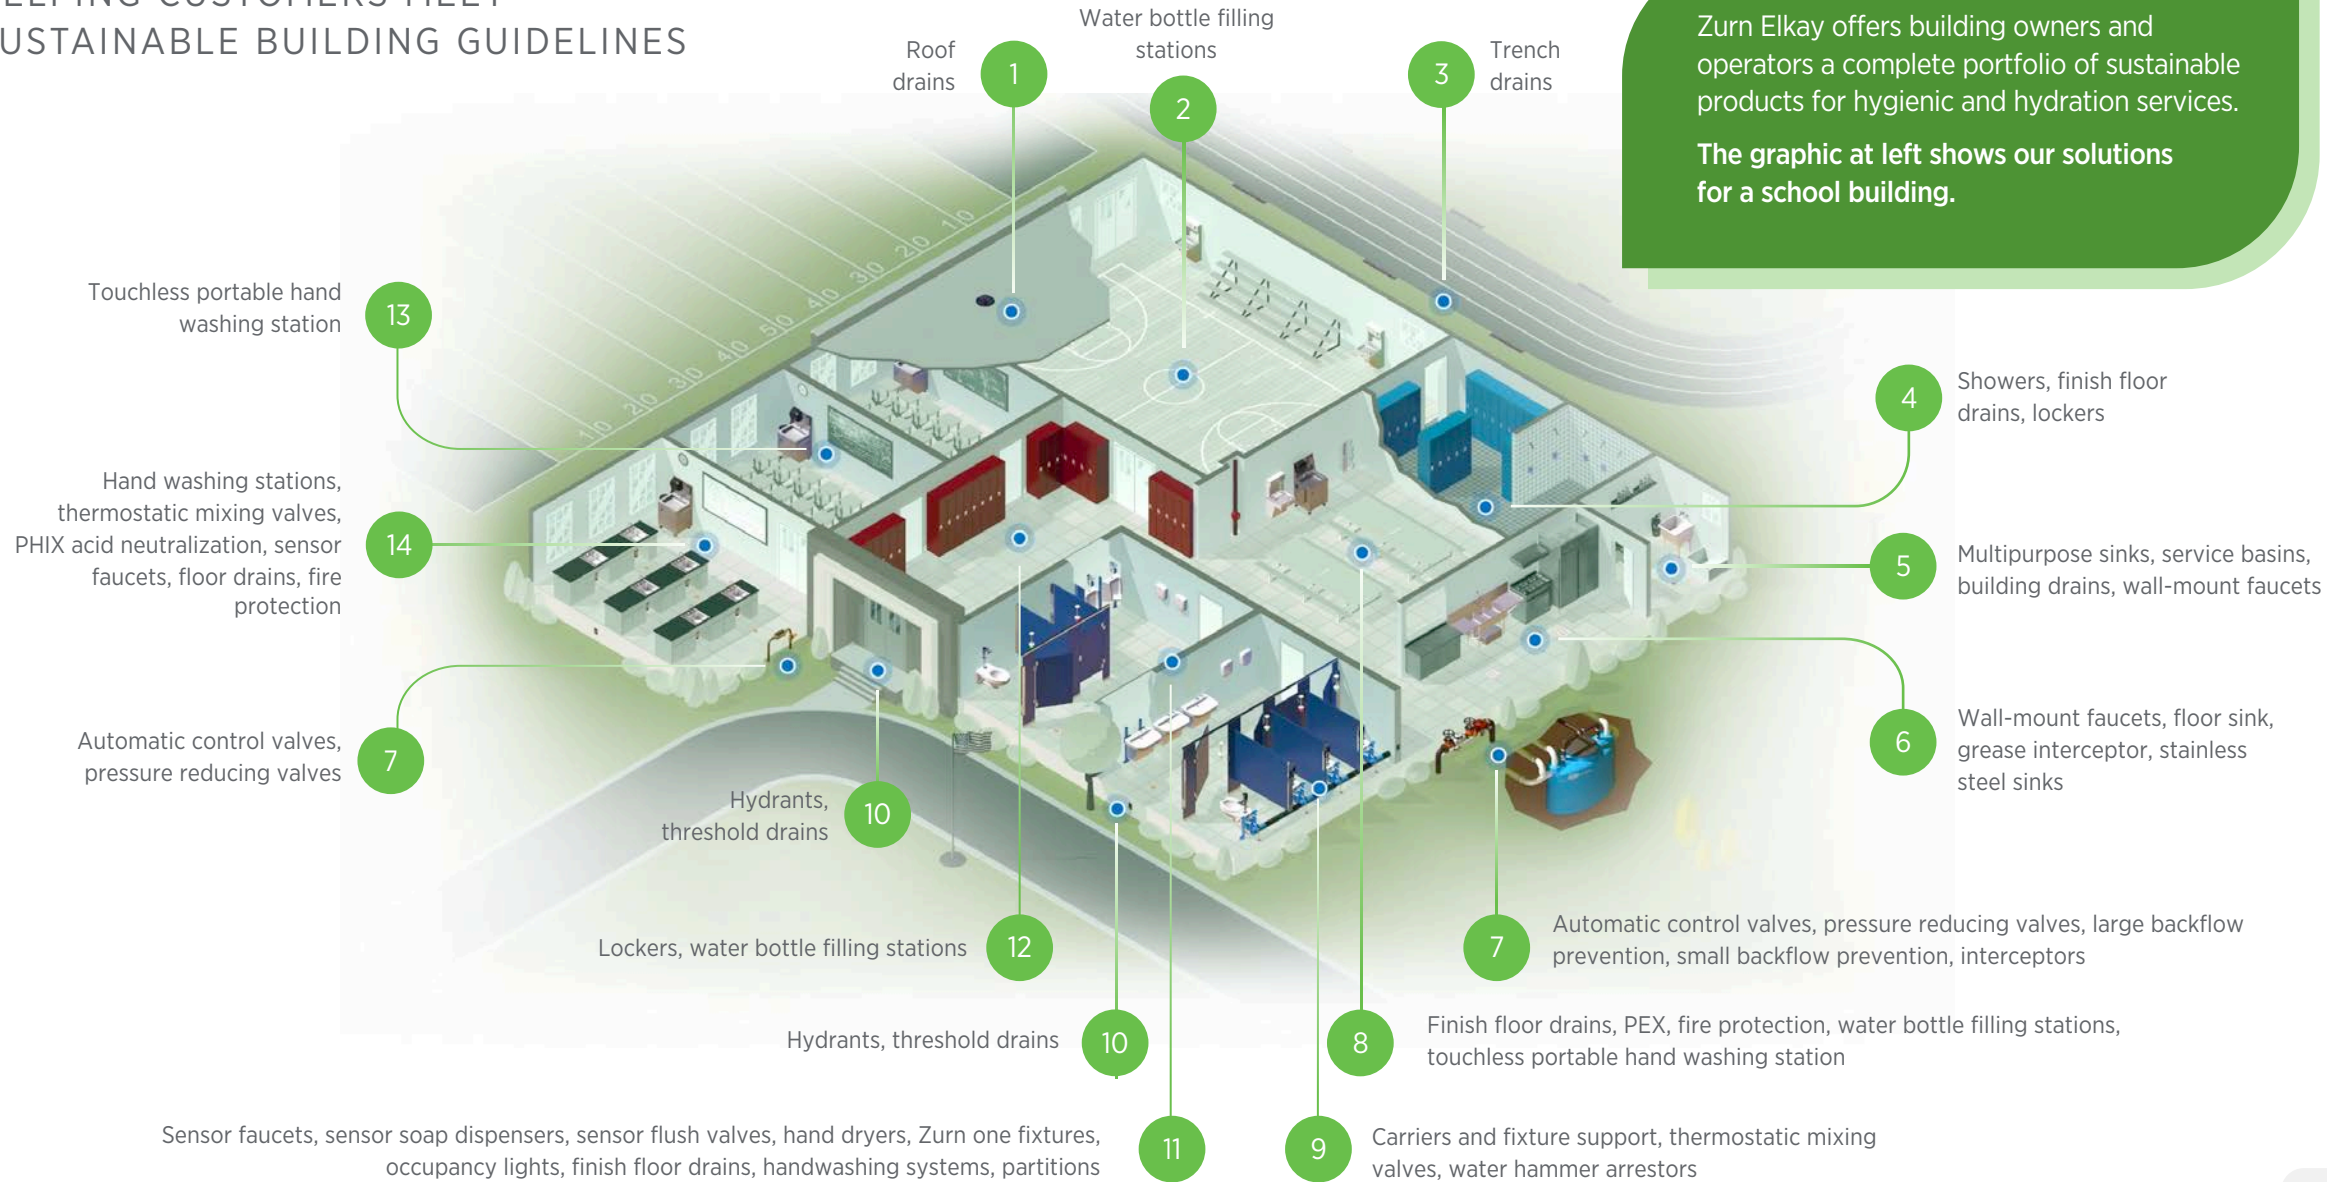 USTAINABLE BUILDING GUIDELINES
Zurn Elkay offers building owners and
operators a complete portfolio of sustainable
products for hygienic and hydration services.
The graphic at left shows our solutions
for a school building.
Roof
drains
1
Water bottle filling
stations
2
3
Trench
drains
4
Showers, finish floor
drains, lockers
5
Multipurpose sinks, service basins,
building drains, wall-mount faucets
6
Wall-mount faucets, floor sink,
grease interceptor, stainless
steel sinks
7
Automatic control valves, pressure reducing valves, large backflow
prevention, small backflow prevention, interceptors
8
Finish floor drains, PEX, fire protection, water bottle filling stations,
touchless portable hand washing station
9
Carriers and fixture support, thermostatic mixing
valves, water hammer arrestors
Hydrants,
threshold drains
10
Hydrants, threshold drains
10
Sensor faucets, sensor soap dispensers, sensor flush valves, hand dryers, Zurn one fixtures,
occupancy lights, finish floor drains, handwashing systems, partitions
11
Lockers, water bottle filling stations
12
Touchless portable hand
washing station
13
Hand washing stations,
thermostatic mixing valves,
PHIX acid neutralization, sensor
faucets, floor drains, fire
protection
14
Automatic control valves,
pressure reducing valves
7
10 20 30 40 50 40 30 20 10